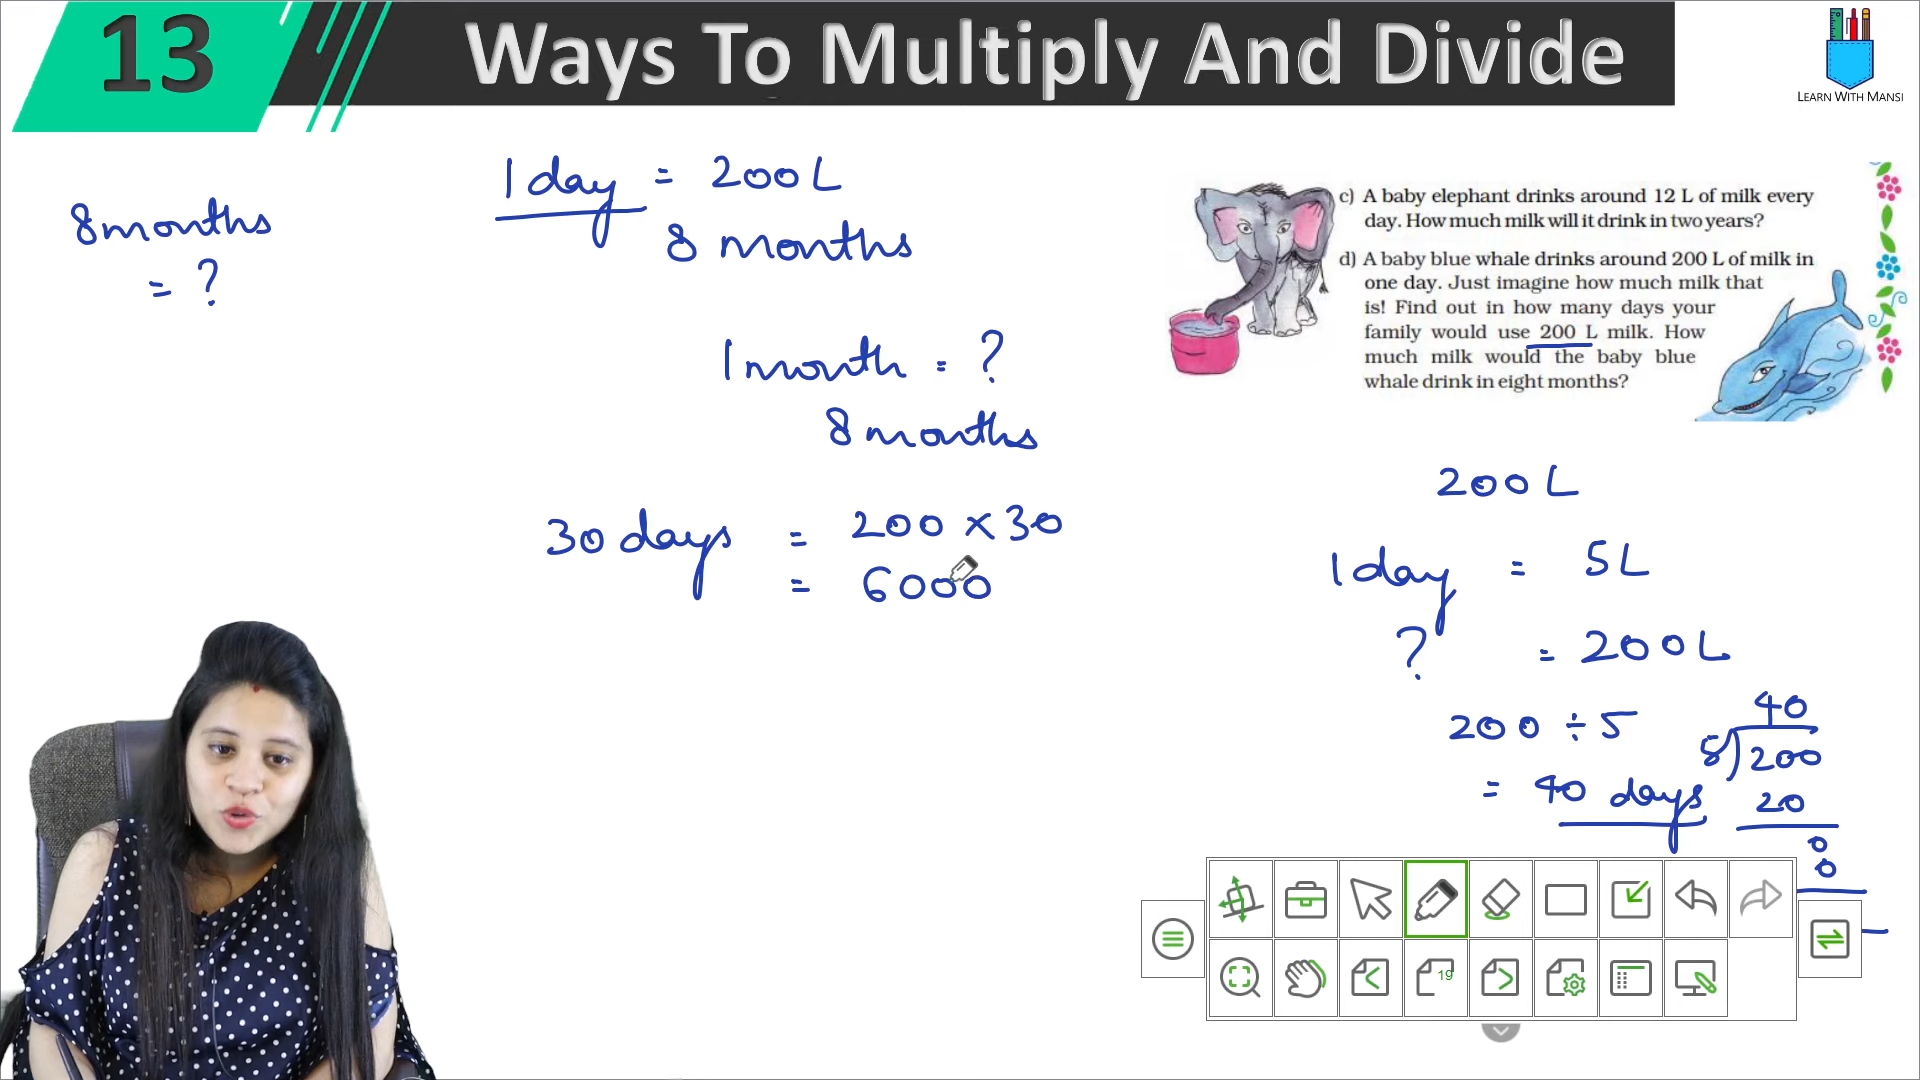 13
Ways To Multiply And Divide
LEARN WITH MANSI
8 months
= ?
1 day = 200 L
8 months
1 month = ?
8 months
30 days = 200 × 30
= 6000
c) A baby elephant drinks around 12 L of milk every
day. How much milk will it drink in two years?
d) A baby blue whale drinks around 200 L of milk in
one day. Just imagine how much milk that
is! Find out in how many days your
family would use 200 L milk. How
much milk would the baby blue
whale drink in eight months?
200 L
1 day = 5 L
? = 200 L
200 ÷ 5
= 40 days
40
5) 200
20
0
0
19